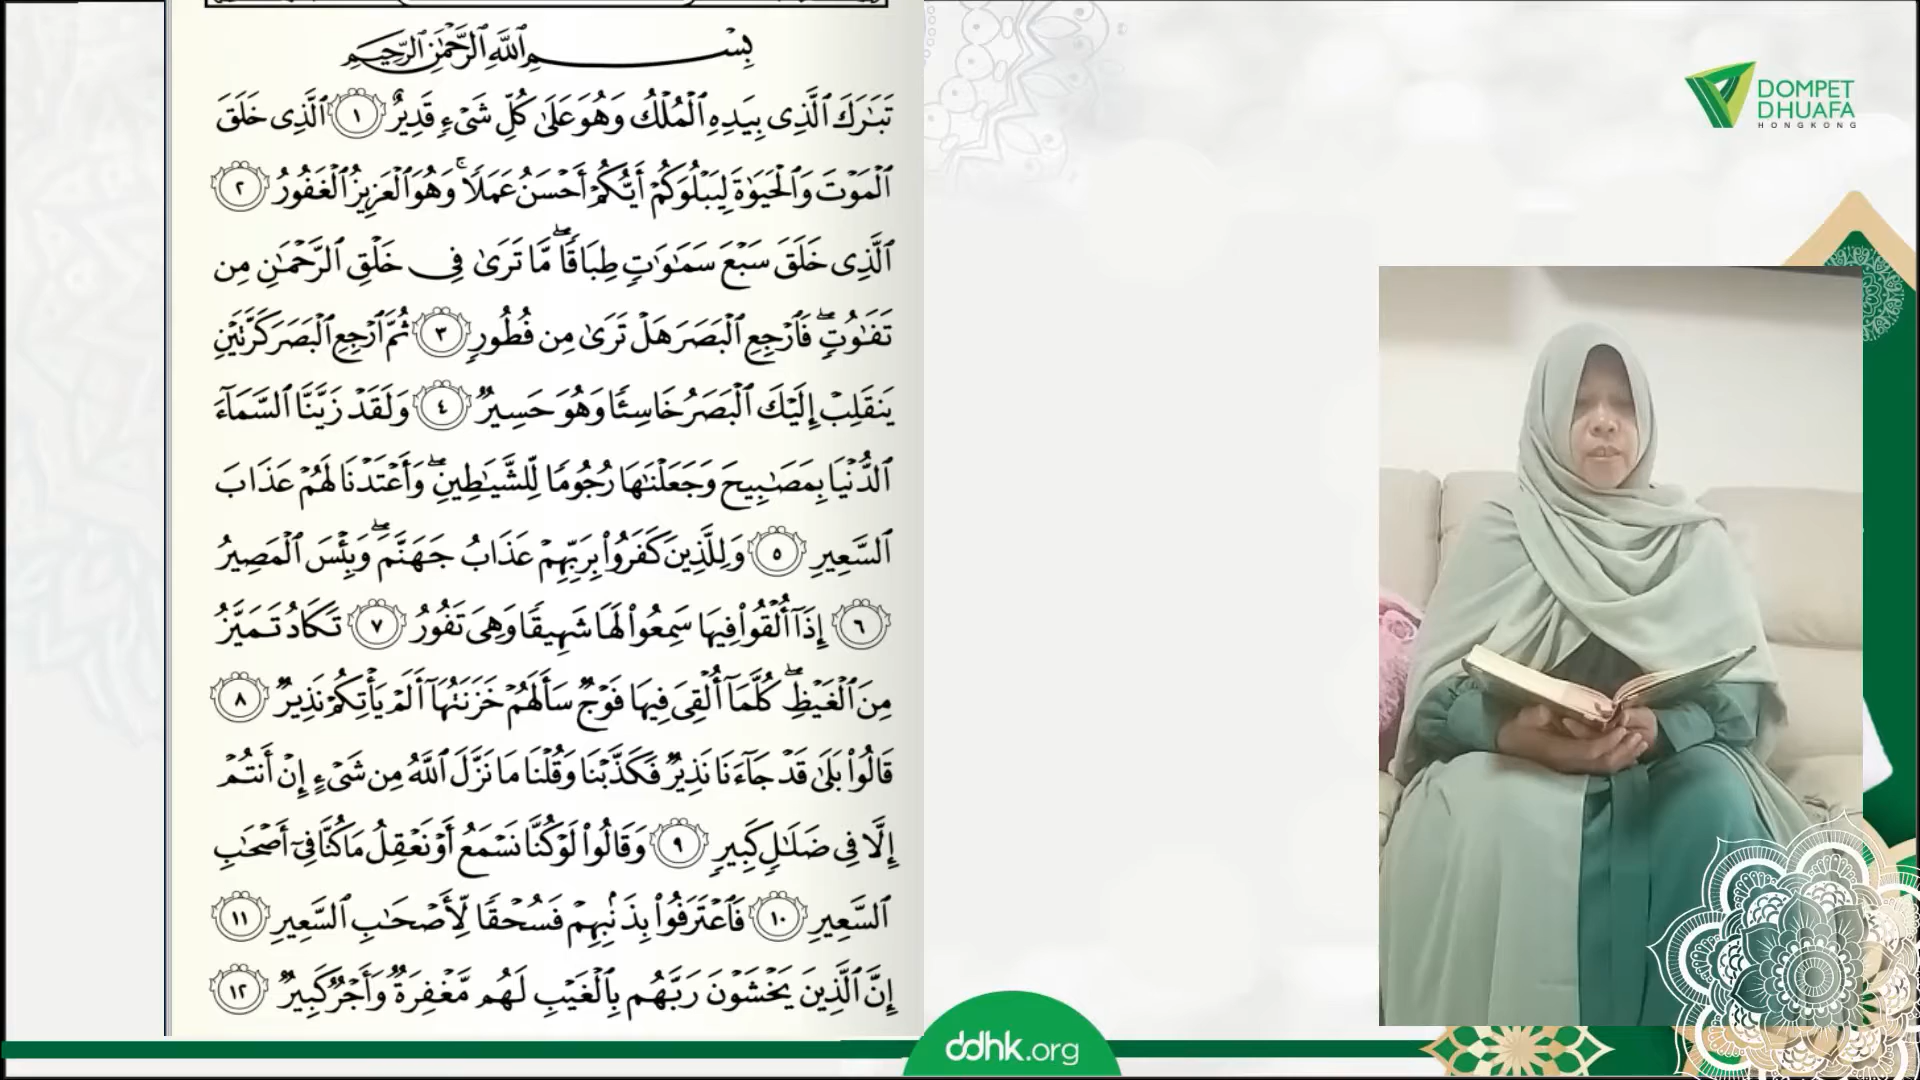 بِسْمِ ٱللَّهِ ٱلرَّحْمَٰنِ ٱلرَّحِيمِ
تَبَٰرَكَ ٱلَّذِى بِيَدِهِ ٱلْمُلْكُ وَهُوَ عَلَىٰ كُلِّ شَىْءٍ قَدِيرٌ ١ ٱلَّذِى خَلَقَ
ٱلْمَوْتَ وَٱلْحَيَوٰةَ لِيَبْلُوَكُمْ أَيُّكُمْ أَحْسَنُ عَمَلًا ۚ وَهُوَ ٱلْعَزِيزُ ٱلْغَفُورُ ٢
ٱلَّذِى خَلَقَ سَبْعَ سَمَٰوَٰتٍ طِبَاقًا ۖ مَّا تَرَىٰ فِى خَلْقِ ٱلرَّحْمَٰنِ مِن
تَفَٰوُتٍ ۖ فَٱرْجِعِ ٱلْبَصَرَ هَلْ تَرَىٰ مِن فُطُورٍ ٣ ثُمَّ ٱرْجِعِ ٱلْبَصَرَ كَرَّتَيْنِ
يَنقَلِبْ إِلَيْكَ ٱلْبَصَرُ خَاسِئًا وَهُوَ حَسِيرٌ ٤ وَلَقَدْ زَيَّنَّا ٱلسَّمَآءَ
ٱلدُّنْيَا بِمَصَٰبِيحَ وَجَعَلْنَٰهَا رُجُومًا لِّلشَّيَٰطِينِ ۖ وَأَعْتَدْنَا لَهُمْ عَذَابَ
ٱلسَّعِيرِ ٥ وَلِلَّذِينَ كَفَرُوا۟ بِرَبِّهِمْ عَذَابُ جَهَنَّمَ ۖ وَبِئْسَ ٱلْمَصِيرُ
٦ إِذَآ أُلْقُوا۟ فِيهَا سَمِعُوا۟ لَهَا شَهِيقًا وَهِىَ تَفُورُ ٧ تَكَادُ تَمَيَّزُ
مِنَ ٱلْغَيْظِ ۖ كُلَّمَآ أُلْقِىَ فِيهَا فَوْجٌ سَأَلَهُمْ خَزَنَتُهَآ أَلَمْ يَأْتِكُمْ نَذِيرٌ ٨
قَالُوا۟ بَلَىٰ قَدْ جَآءَنَا نَذِيرٌ فَكَذَّبْنَا وَقُلْنَا مَا نَزَّلَ ٱللَّهُ مِن شَىْءٍ إِنْ أَنتُمْ
إِلَّا فِى ضَلَٰلٍ كَبِيرٍ ٩ وَقَالُوا۟ لَوْ كُنَّا نَسْمَعُ أَوْ نَعْقِلُ مَا كُنَّا فِىٓ أَصْحَٰبِ
ٱلسَّعِيرِ ١٠ فَٱعْتَرَفُوا۟ بِذَنۢبِهِمْ فَسُحْقًا لِّأَصْحَٰبِ ٱلسَّعِيرِ ١١
إِنَّ ٱلَّذِينَ يَخْشَوْنَ رَبَّهُم بِٱلْغَيْبِ لَهُم مَّغْفِرَةٌ وَأَجْرٌ كَبِيرٌ ١٢
DOMPET
DHUAFA
HONGKONG
ddhk.org